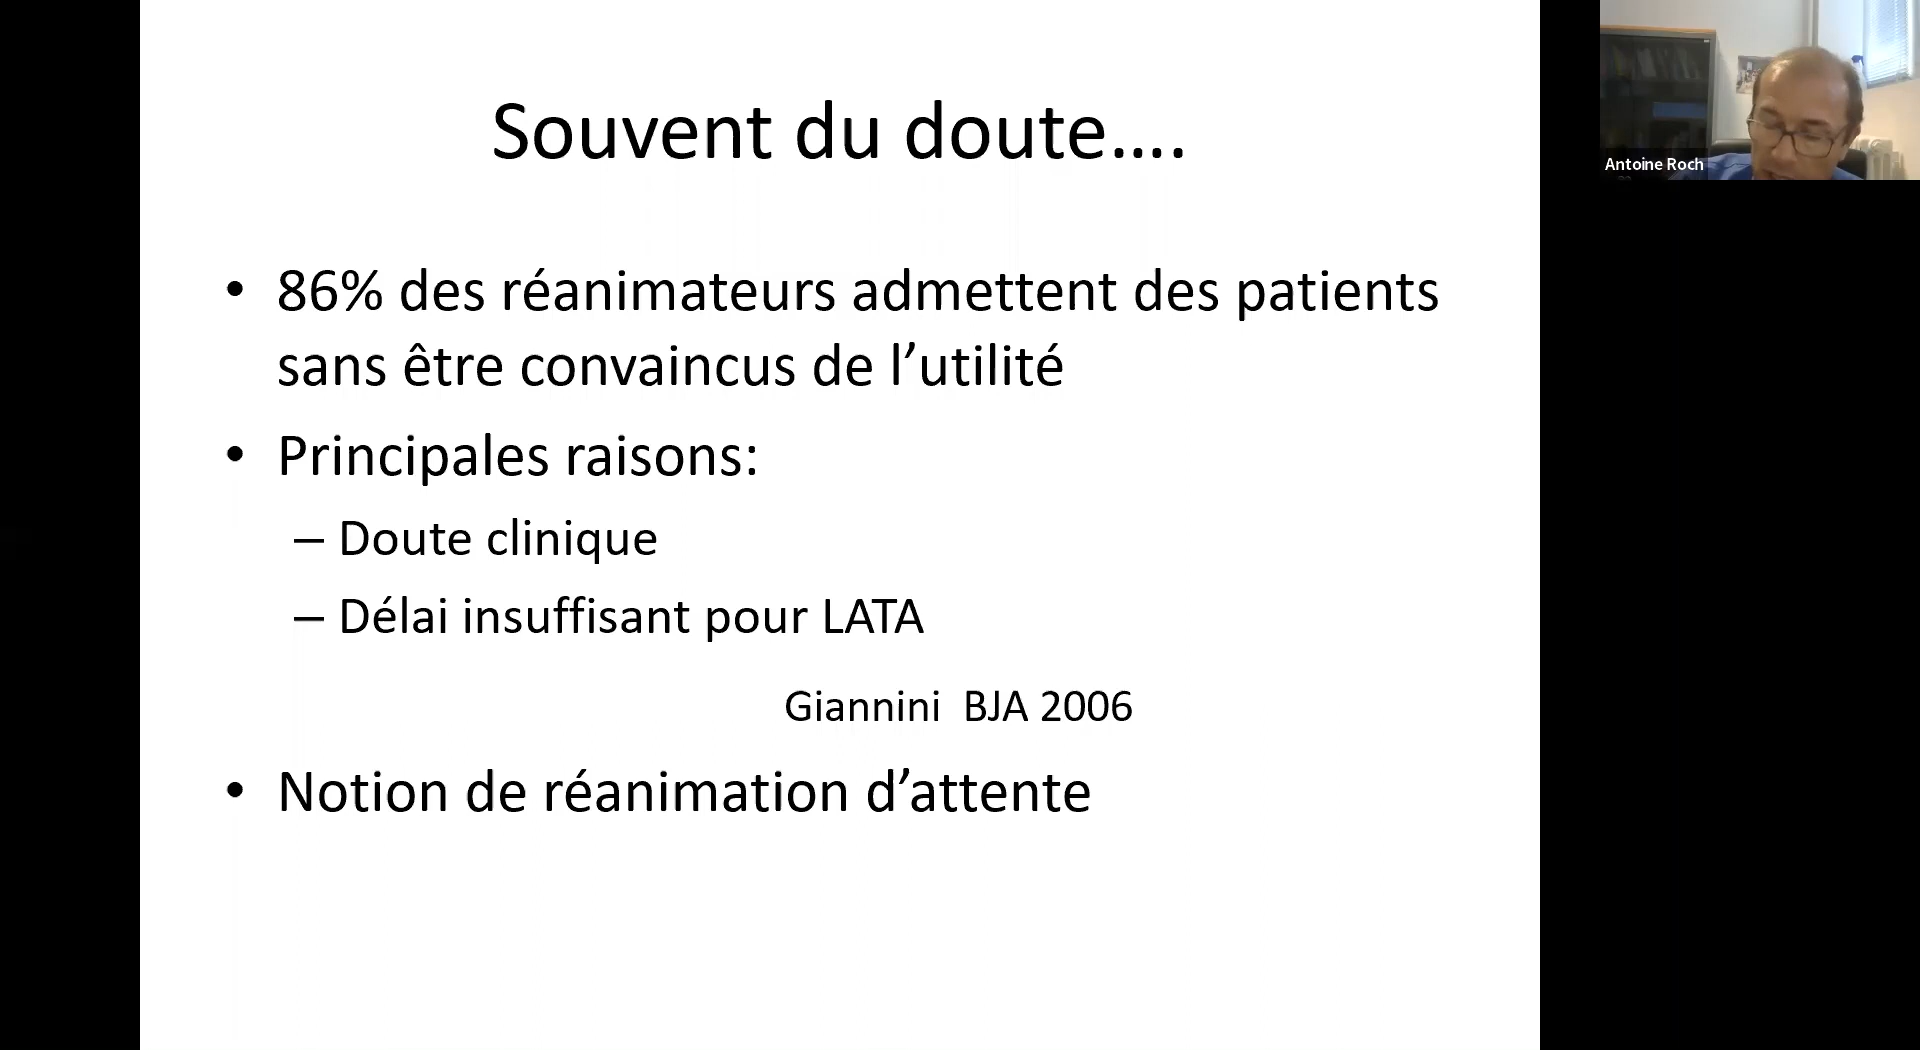 Souvent du doute....
• 86% des réanimateurs admettent des patients
sans être convaincus de l’utilité
• Principales raisons:
– Doute clinique
– Délai insuffisant pour LATA
Giannini BJA 2006
• Notion de réanimation d’attente
Antoine Roch